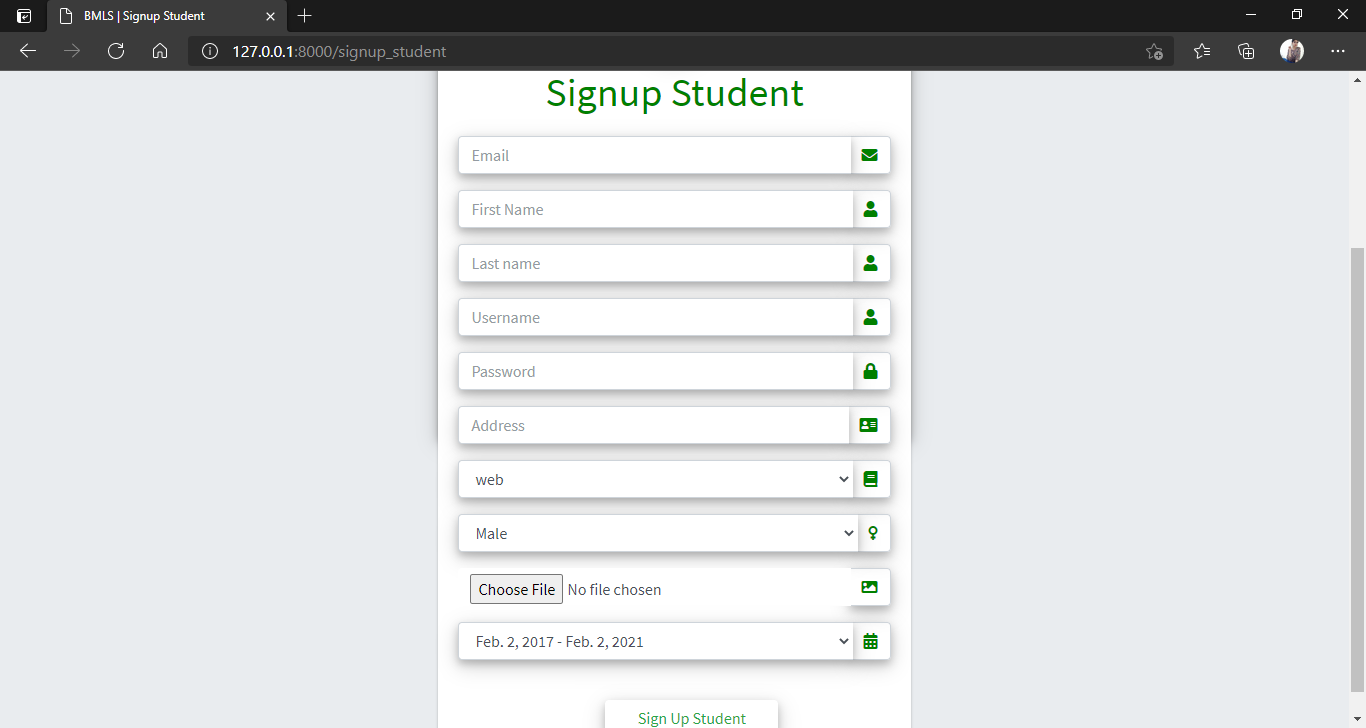 BMLS | Signup Student
127.0.0.1:8000/signup_student
Signup Student
Email
First Name
Last name
Username
Password
Address
web
Male
Choose File No file chosen
Feb. 2, 2017 - Feb. 2, 2021
Sign Up Student